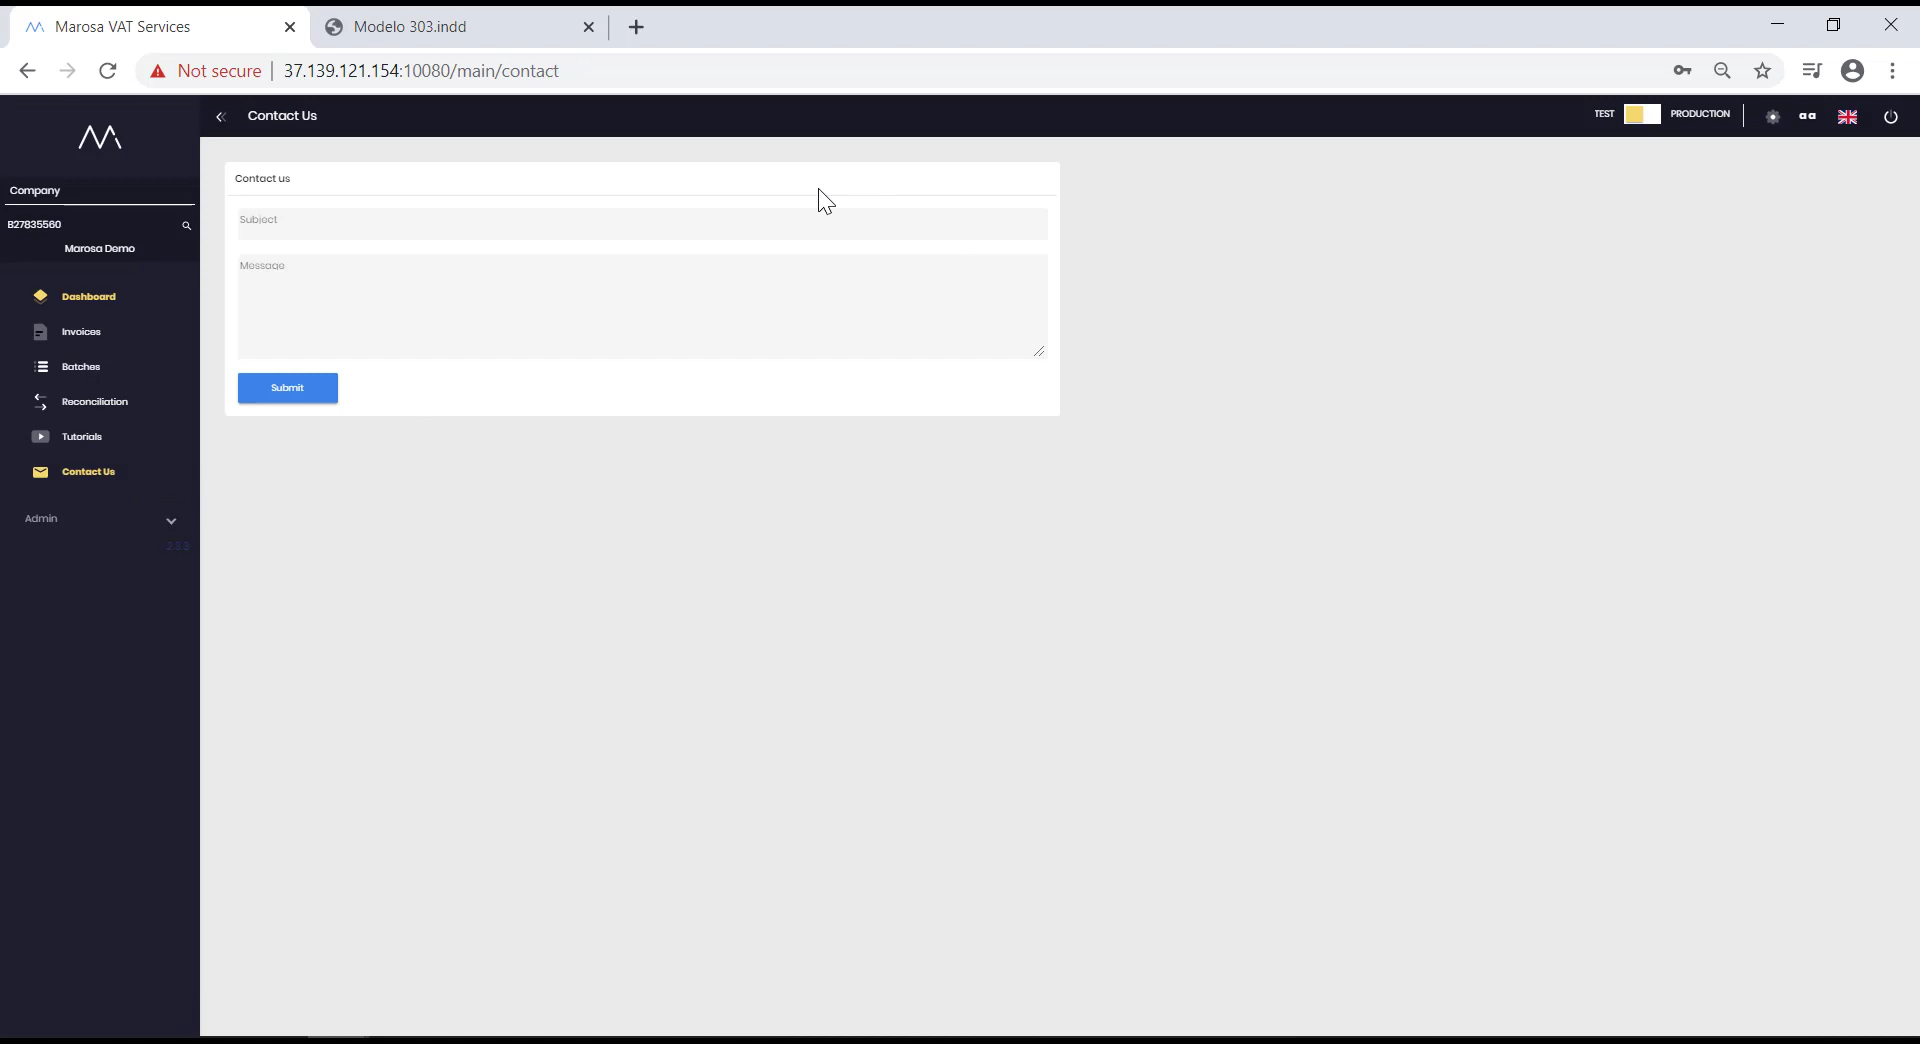 Marosa VAT Services
Modelo 303.indd
Not secure
37.139.121.154:10080/main/contact
Contact Us
TEST
PRODUCTION
aa
Company
B27835560
Marosa Demo
Dashboard
Invoices
Batches
Reconciliation
Tutorials
Contact Us
Admin
Contact us
Subject
Message
Submit